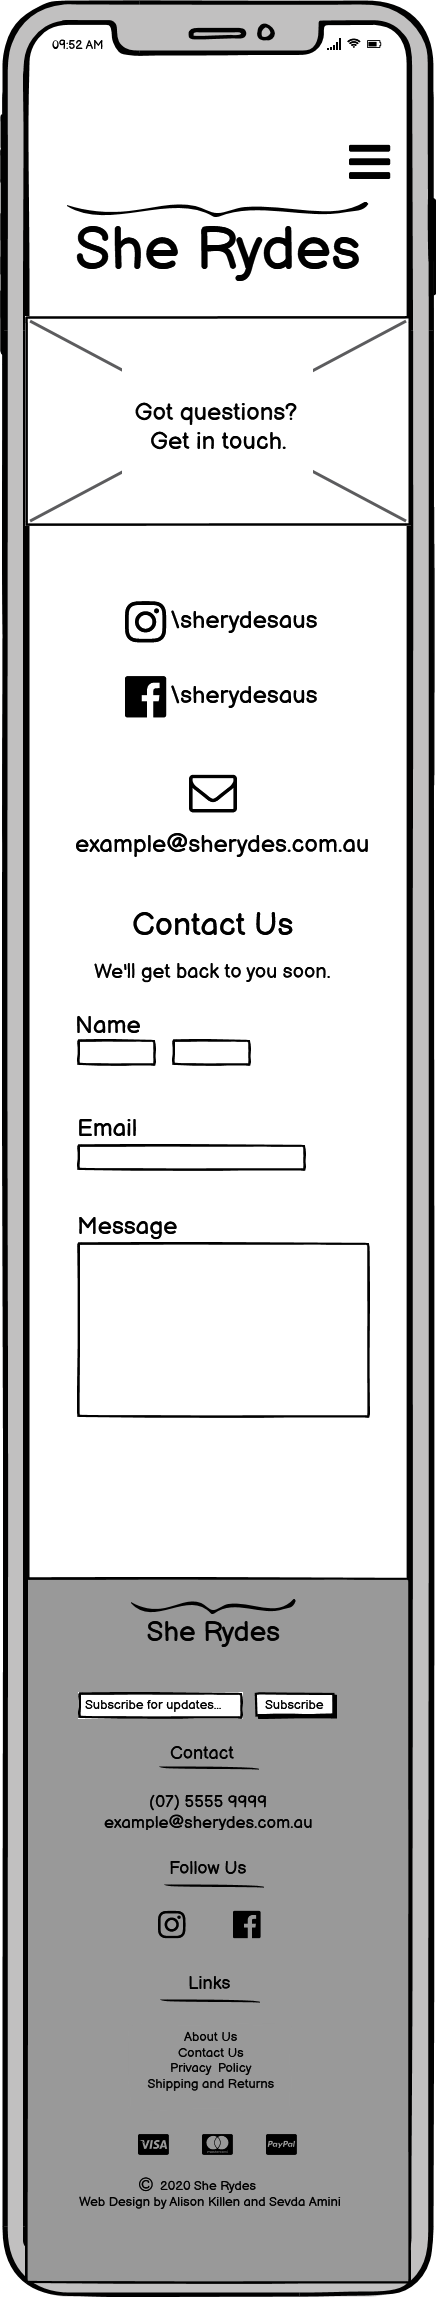 09:52 AM
She Rydes
Got questions?
Get in touch.
\sherydesaus
\sherydesaus
example@sherydes.com.au
Contact Us
We'll get back to you soon.
Name
Email
Message
She Rydes
Subscribe for updates... Subscribe
Contact
(07) 5555 9999
example@sherydes.com.au
Follow Us
Links
About Us
Contact Us
Privacy Policy
Shipping and Returns
VISA PayPal
© 2020 She Rydes
Web Design by Alison Killen and Sevda Amini